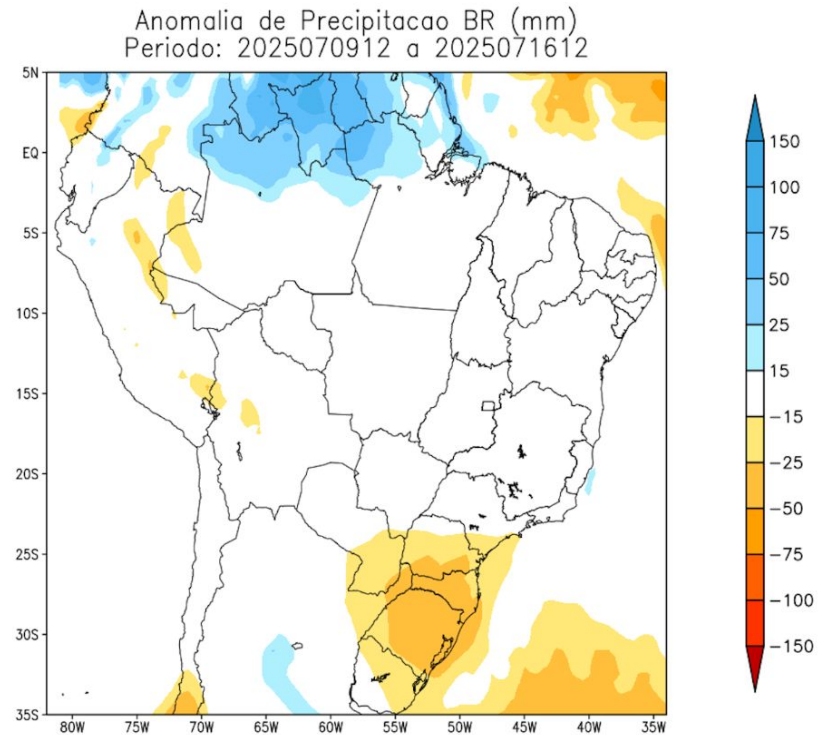 Anomalia de Precipitacao BR (mm)
Periodo: 2025070912 a 2025071612
5N
EQ
5S
10S
15S
20S
25S
30S
35S
80W
75W
70W
65W
60W
55W
50W
45W
40W
35W
150
100
75
50
25
15
-15
-25
-50
-75
-100
-150